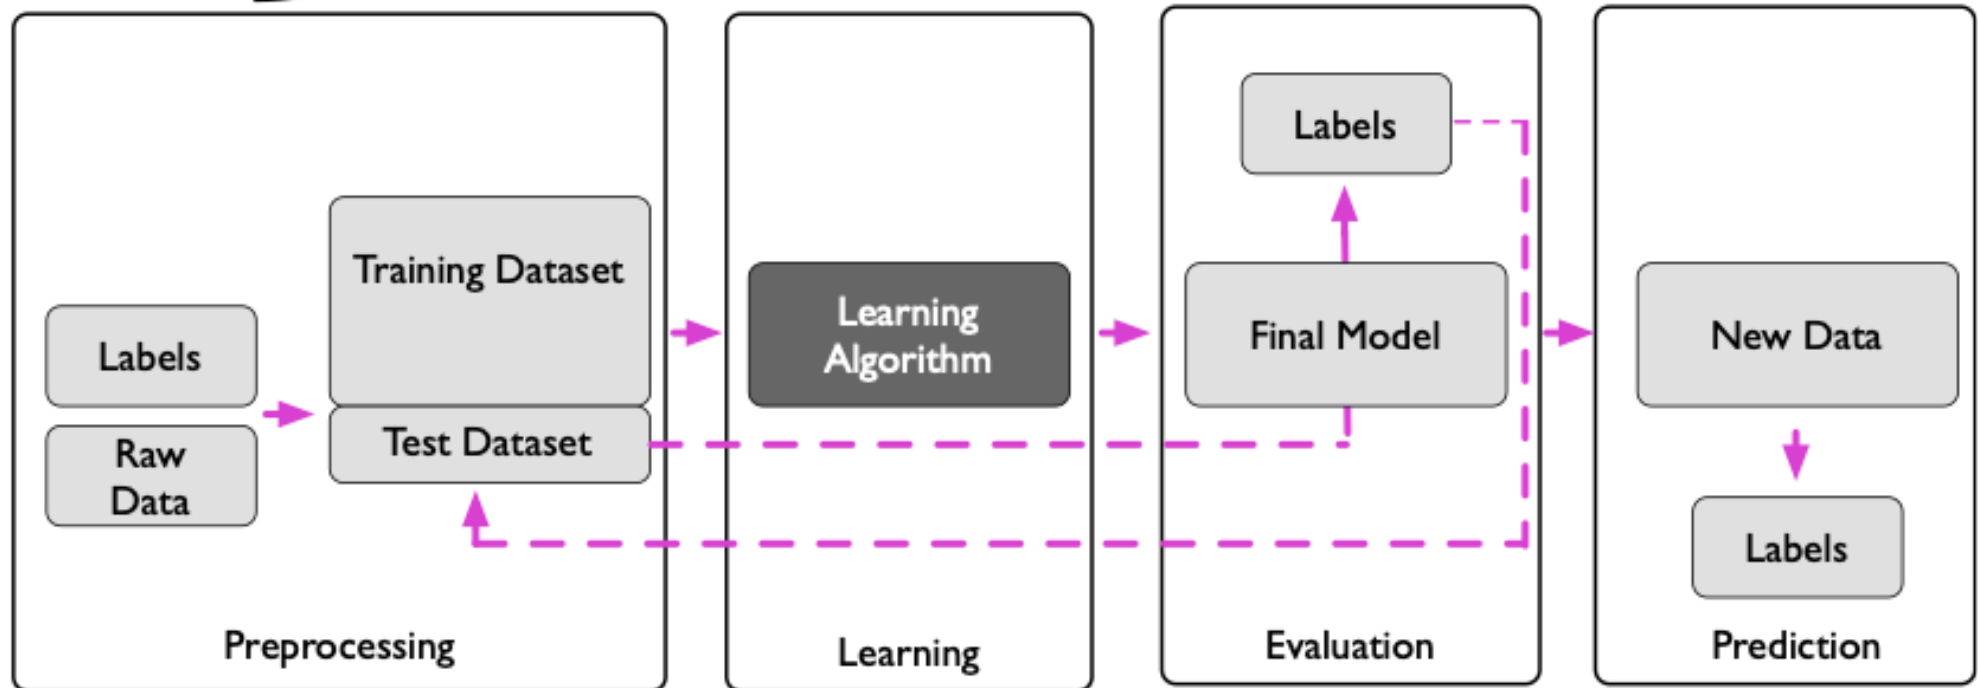 Labels
Raw
Data
Training Dataset
Test Dataset
Preprocessing
Learning
Algorithm
Learning
Labels
Final Model
Evaluation
New Data
Labels
Prediction